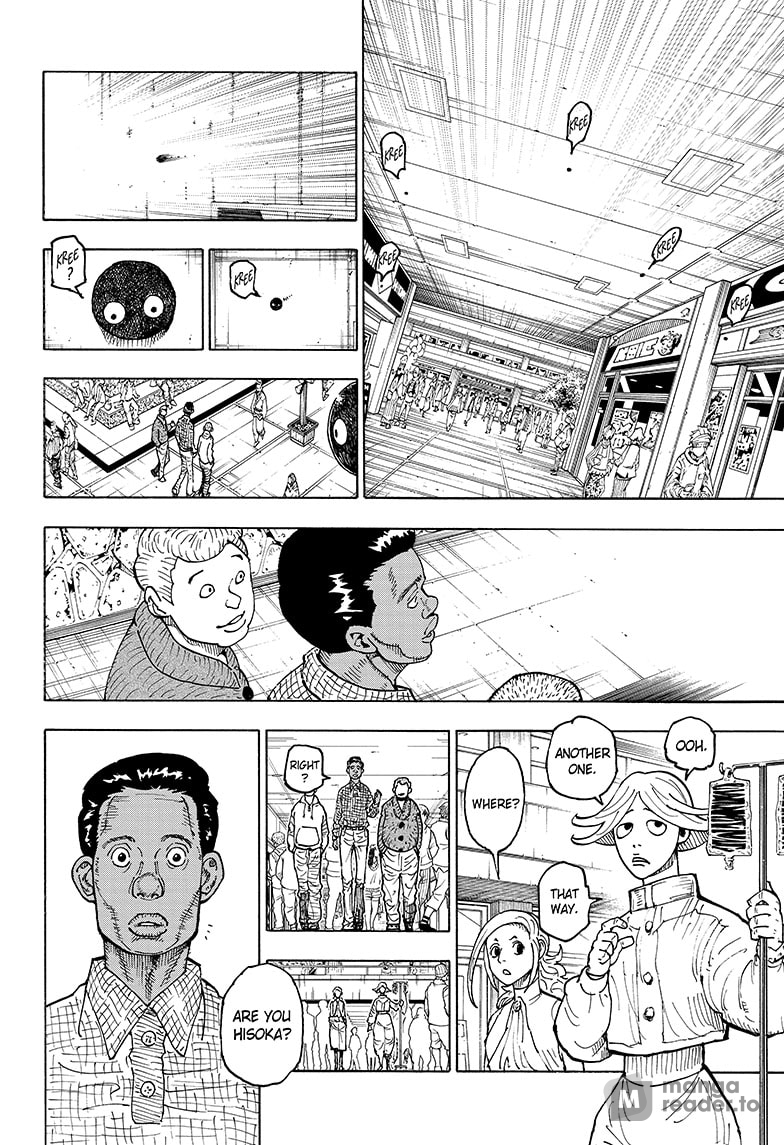 KREE
KREE
KREE
KREE
KREE
KREE
KREE
?
OOH.
ANOTHER
ONE.
WHERE?
THAT
WAY.
RIGHT
?
ARE YOU
HISOKA?
M manga
reader.to